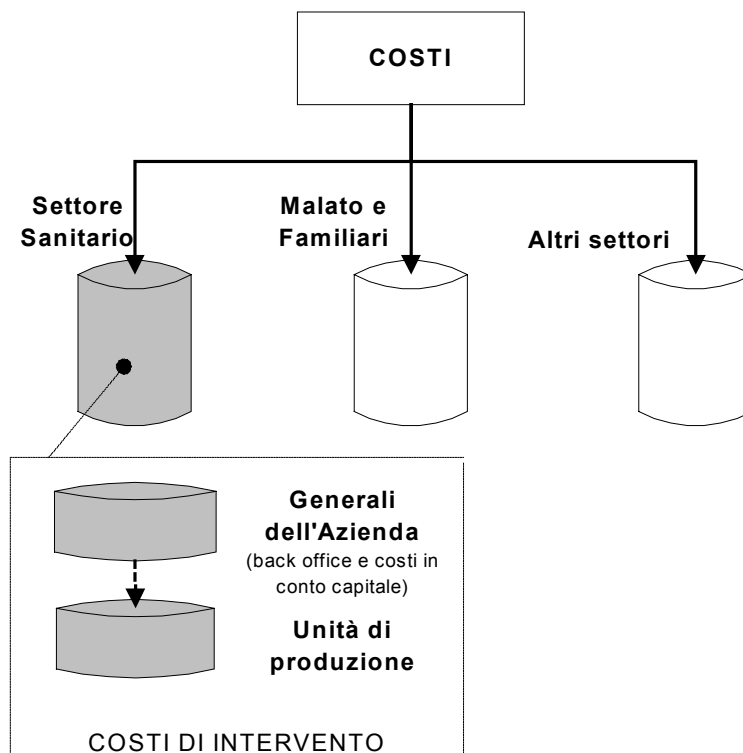 COSTI
Settore
Sanitario
Malato e
Familiari
Altri settori
Generali
dell'Azienda
(back office e costi in
conto capitale)
Unità di
produzione
COSTI DI INTERVENTO